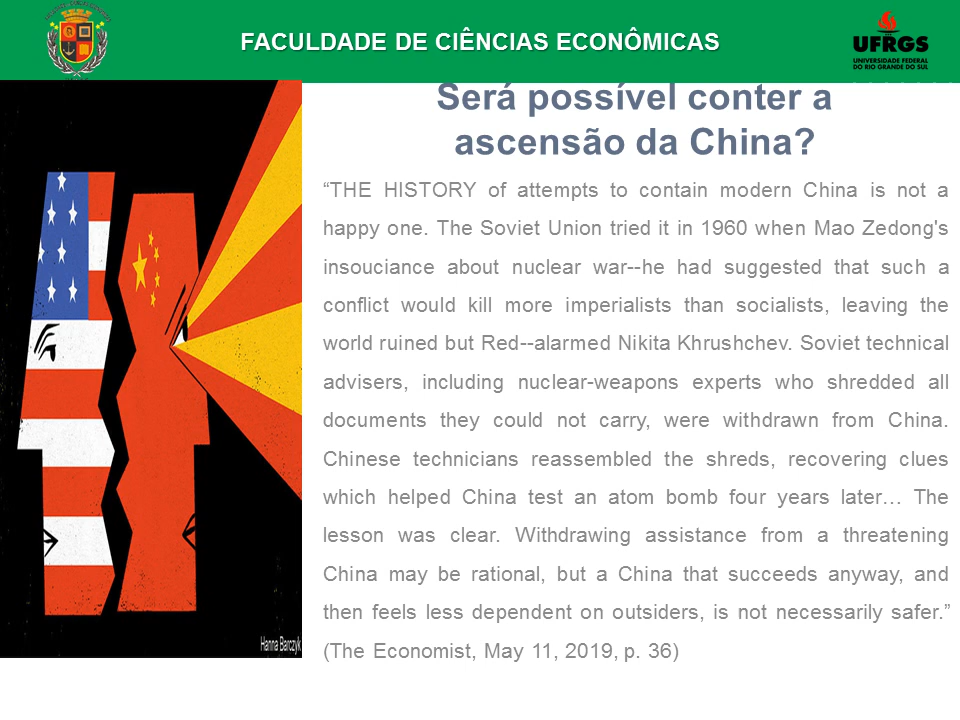 FACULDADE DE CIÊNCIAS ECONÔMICAS
UFRGS
UNIVERSIDADE FEDERAL
DO RIO GRANDE DO SUL
Será possível conter a
ascensão da China?
“THE HISTORY of attempts to contain modern China is not a
happy one. The Soviet Union tried it in 1960 when Mao Zedong's
insouciance about nuclear war--he had suggested that such a
conflict would kill more imperialists than socialists, leaving the
world ruined but Red--alarmed Nikita Khrushchev. Soviet technical
advisers, including nuclear-weapons experts who shredded all
documents they could not carry, were withdrawn from China.
Chinese technicians reassembled the shreds, recovering clues
which helped China test an atom bomb four years later… The
lesson was clear. Withdrawing assistance from a threatening
China may be rational, but a China that succeeds anyway, and
then feels less dependent on outsiders, is not necessarily safer.”
(The Economist, May 11, 2019, p. 36)
Hanna Barczyk